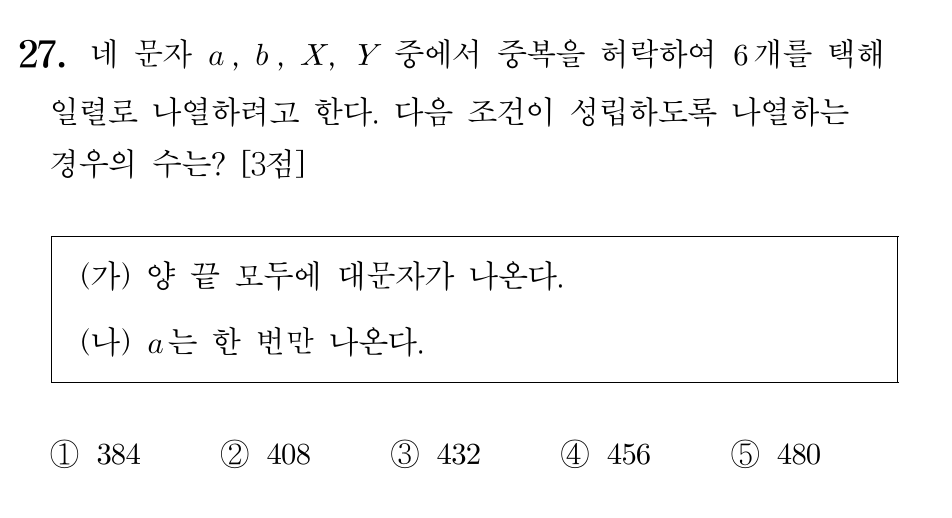 27. 네 문자 a, b, X, Y 중에서 중복을 허락하여 6개를 택해
일렬로 나열하려고 한다. 다음 조건이 성립하도록 나열하는
경우의 수는? [3점]
(가) 양 끝 모두에 대문자가 나온다.
(나) a는 한 번만 나온다.
① 384 ② 408 ③ 432 ④ 456 ⑤ 480